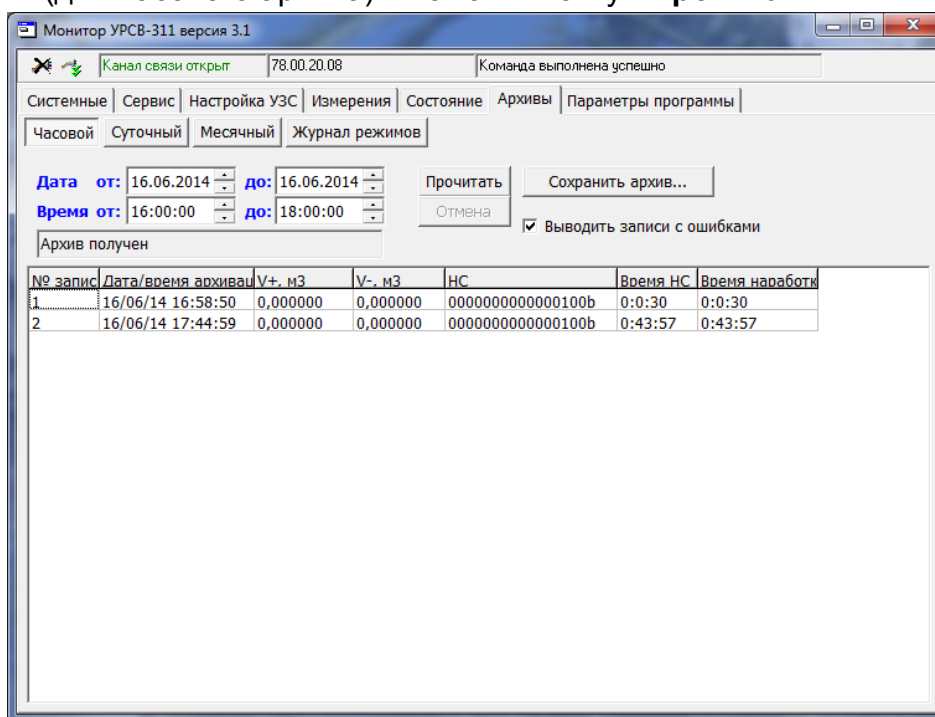 Монитор УРСВ-311 версия 3.1
Канал связи открыт 78.00.20.08 Команда выполнена успешно
Системные Сервис Настройка УЗС Измерения Состояние Архивы Параметры программы
Часовой Суточный Месячный Журнал режимов
Дата от: 16.06.2014 до: 16.06.2014 Прочитать Сохранить архив...
Время от: 16:00:00 до: 18:00:00 Отмена
Выводить записи с ошибками
Архив получен
№ запис Дата/время архивац V+, м3 V-, м3 НС Время НС Время наработк
1 16/06/14 16:58:50 0,000000 0,000000 0000000000000100b 0:0:30 0:0:30
2 16/06/14 17:44:59 0,000000 0,000000 0000000000000100b 0:43:57 0:43:57